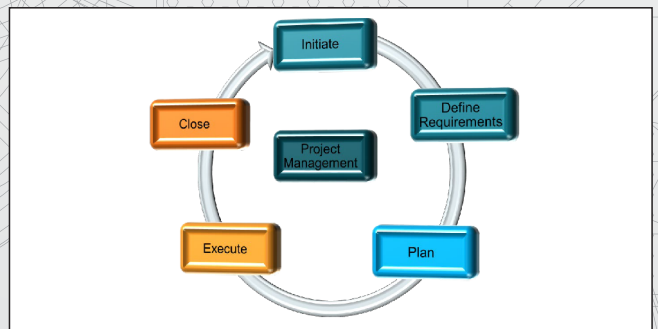 Initiate
Define
Requirements
Plan
Execute
Close
Project
Management